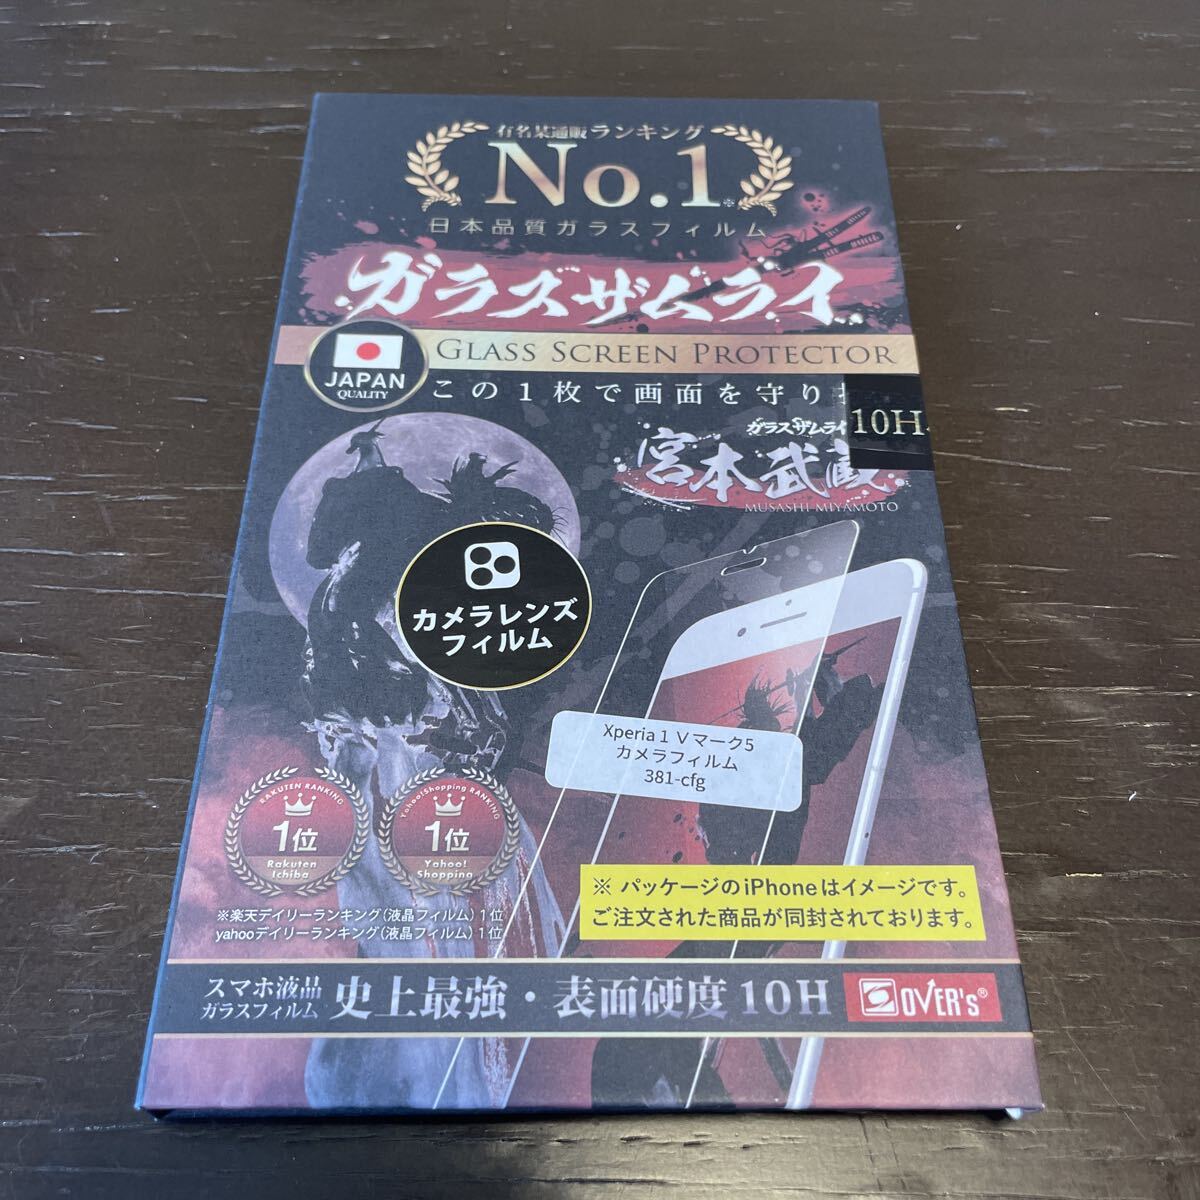 有名某通販ランキング
No.1※
日本品質ガラスフィルム
ガラスザムライ
JAPAN
QUALITY
GLASS SCREEN PROTECTOR
この1枚で画面を守り
10H
ガラスザムライ
宮本武蔵
MUSASHI MIYAMOTO
カメラレンズ
フィルム
Xperia 1 Ⅴマーク5
カメラフィルム
381-cfg
RAKUTEN RANKING
1位
Rakuten
Ichiba
Yahoo!Shopping RANKING
1位
Yahoo!
Shopping
※楽天デイリーランキング(液晶フィルム)1位
yahooデイリーランキング(液晶フィルム)1位
※ パッケージのiPhoneはイメージです。
ご注文された商品が同封されております。
スマホ液晶
ガラスフィルム
史上最強・表面硬度10H
OVER's®